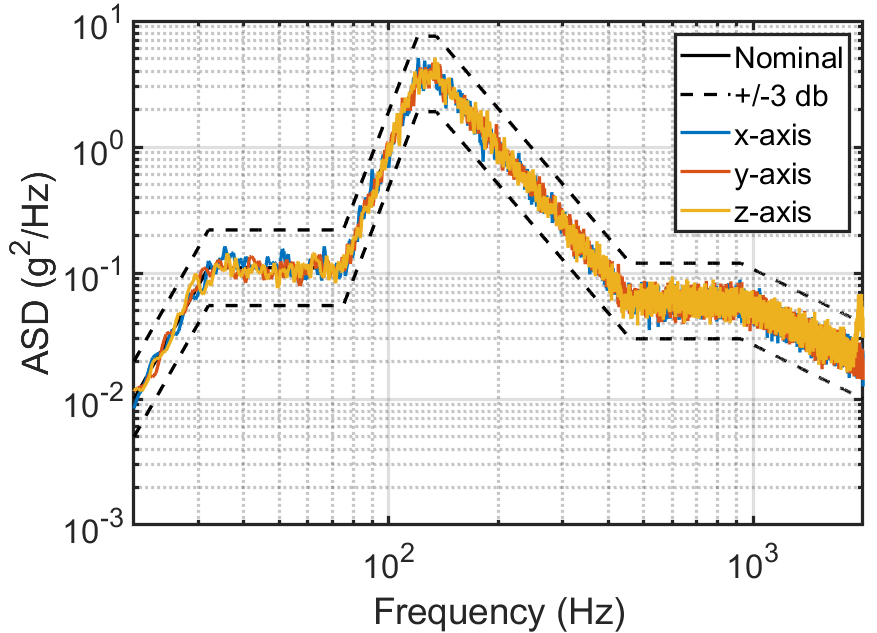 10^1
10^0
10^-1
10^-2
10^-3
10^2
10^3
ASD (g^2/Hz)
Frequency (Hz)
Nominal
+/-3 db
x-axis
y-axis
z-axis